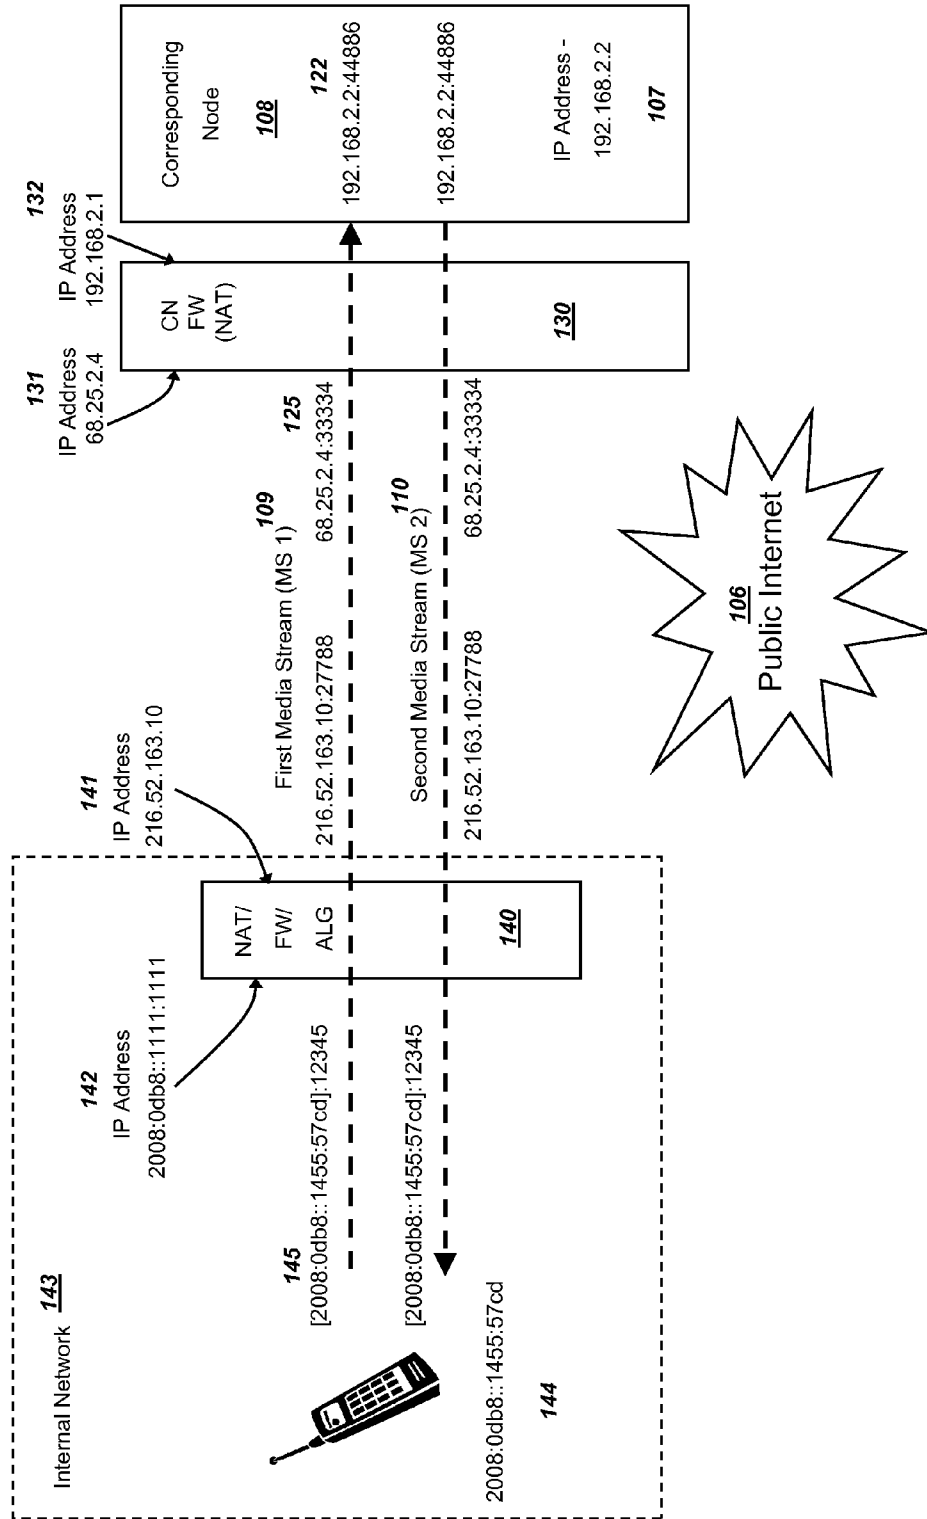 Internal Network 143
142
IP Address
2008:0db8::1111:1111
NAT/
FW/
ALG
140
141
IP Address
216.52.163.10
145
[2008:0db8::1455:57cd]:12345
[2008:0db8::1455:57cd]:12345
2008:0db8::1455:57cd
144
First Media Stream (MS 1) 109
216.52.163.10:27788
125
68.25.2.4:33334
Second Media Stream (MS 2) 110
216.52.163.10:27788
68.25.2.4:33334
106
Public Internet
131
IP Address
68.25.2.4
132
IP Address
192.168.2.1
CN
FW
(NAT)
130
Corresponding
Node
108
122
192.168.2.2:44886
192.168.2.2:44886
IP Address -
192.168.2.2
107